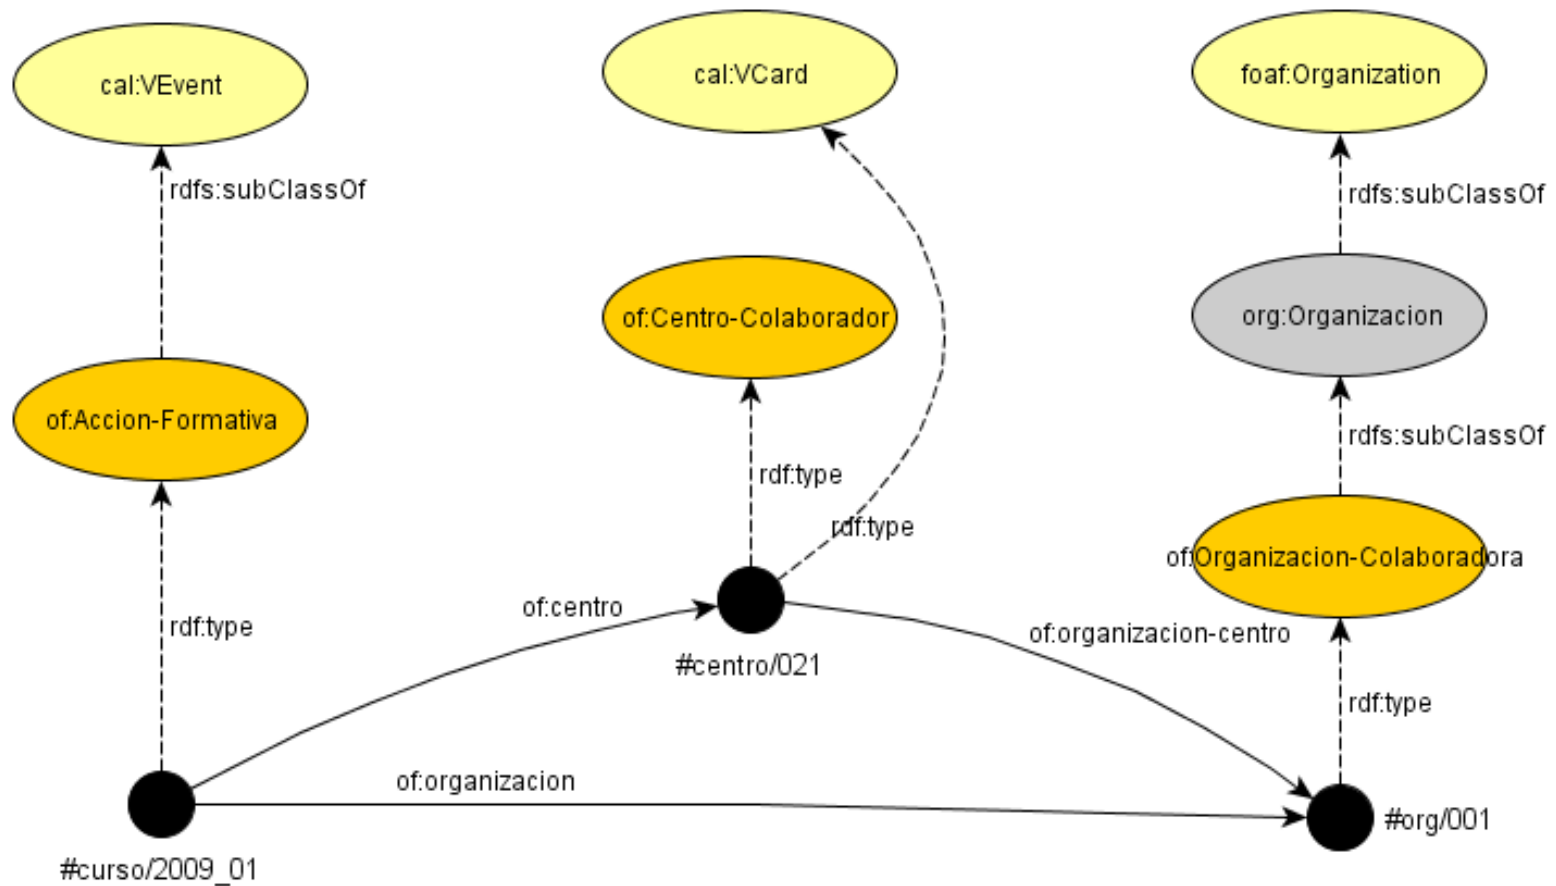 cal:VEvent
cal:VCard
foaf:Organization
rdfs:subClassOf
rdfs:subClassOf
of:Centro-Colaborador
org:Organizacion
of:Accion-Formativa
rdfs:subClassOf
rdf:type
rdf:type
of:Organizacion-Colaboradora
of:centro
rdf:type
of:organizacion-centro
#centro/021
rdf:type
of:organizacion
#org/001
#curso/2009_01